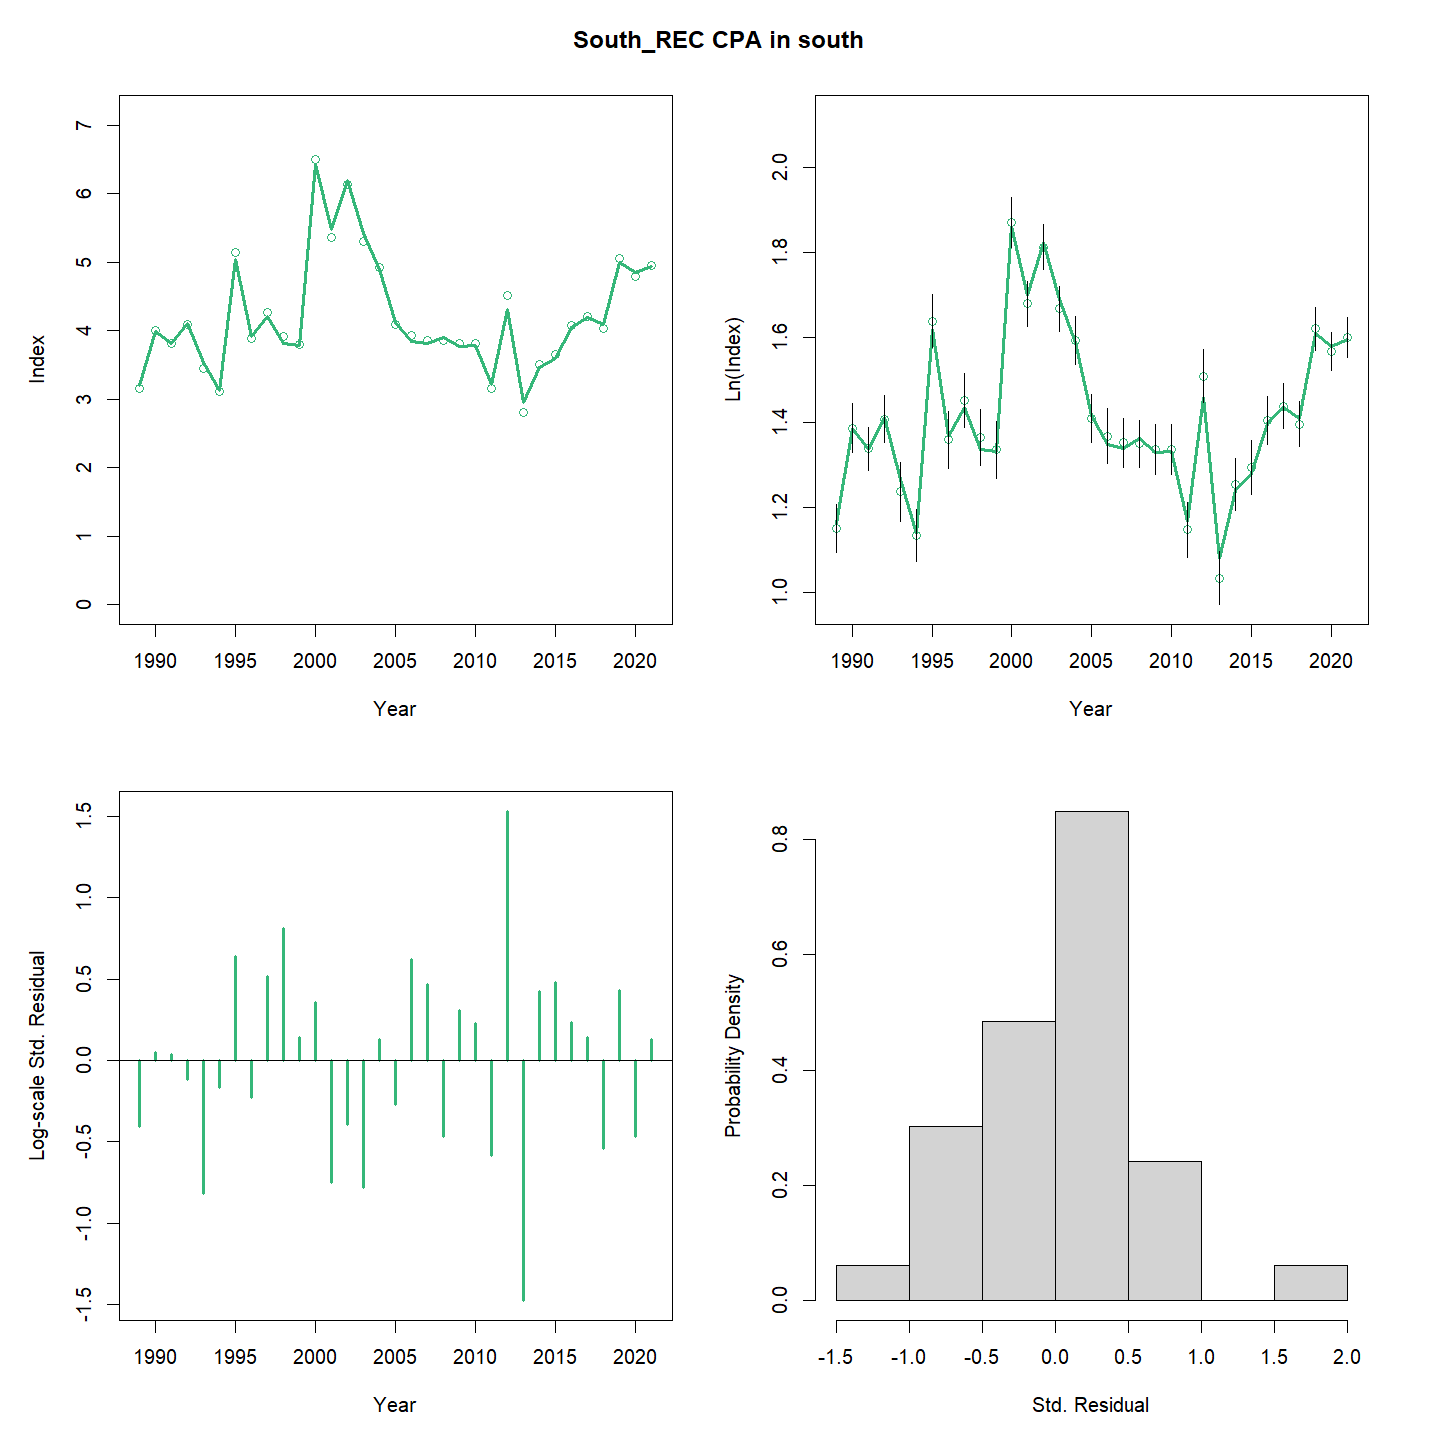 South_REC CPA in south
7
6
5
4
3
2
1
0
Index
1990 1995 2000 2005 2010 2015 2020
Year
2.0
1.8
1.6
1.4
1.2
1.0
Ln(Index)
1990 1995 2000 2005 2010 2015 2020
Year
1.5
1.0
0.5
0.0
-0.5
-1.0
-1.5
Log-scale Std. Residual
1990 1995 2000 2005 2010 2015 2020
Year
0.8
0.6
0.4
0.2
0.0
Probability Density
-1.5 -1.0 -0.5 0.0 0.5 1.0 1.5 2.0
Std. Residual